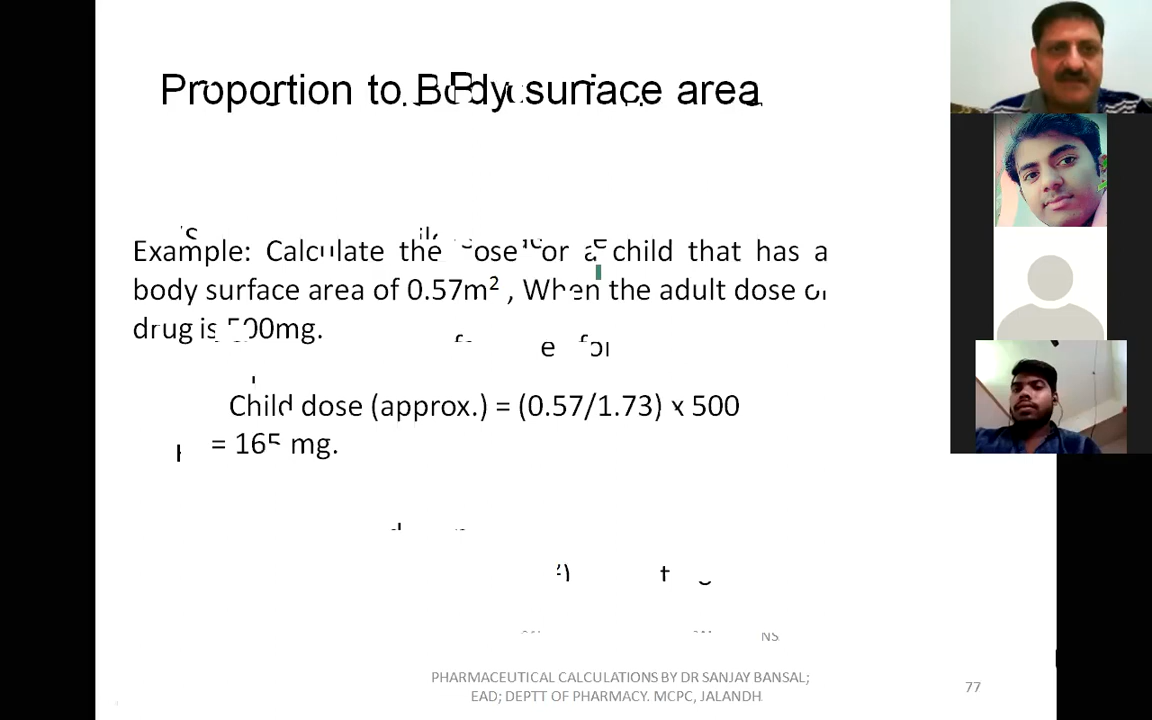 Proportion to Body surface area
Example: Calculate the dose for a child that has a
body surface area of 0.57m² , When the adult dose of
drug is 500mg.
Child dose (approx.) = (0.57/1.73) x 500
= 165 mg.
PHARMACEUTICAL CALCULATIONS BY DR SANJAY BANSAL;
EAD; DEPTT OF PHARMACY. MCPC, JALANDH
77